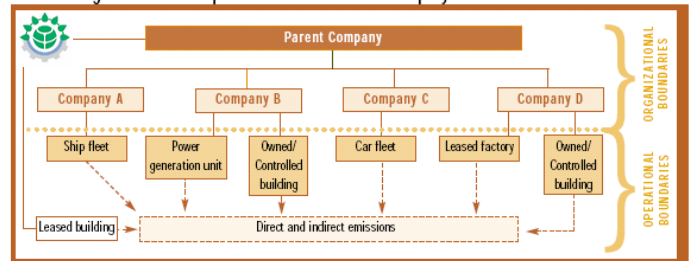 Parent Company
Company A
Company B
Company C
Company D
ORGANIZATIONAL
BOUNDARIES
Ship fleet
Power
generation unit
Owned/
Controlled
building
Car fleet
Leased factory
Owned/
Controlled
building
OPERATIONAL
BOUNDARIES
Leased building
Direct and indirect emissions